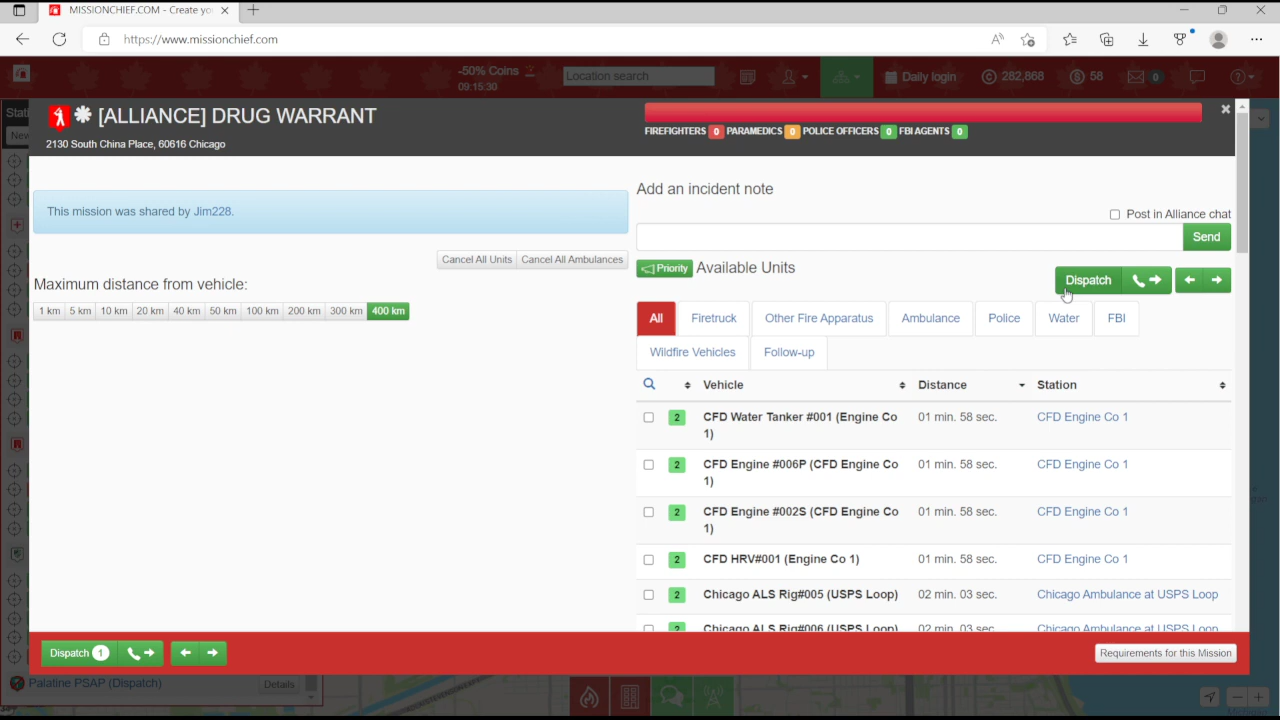 MISSIONCHIEF.COM - Create yo
https://www.missionchief.com
-50% Coins
09:15:30
Location search
Daily login
282,868
58
0
Stati
New
[ALLIANCE] DRUG WARRANT
2130 South China Place, 60616 Chicago
FIREFIGHTERS 0 PARAMEDICS 0 POLICE OFFICERS 0 FBI AGENTS 0
This mission was shared by Jim228.
Cancel All Units Cancel All Ambulances
Maximum distance from vehicle:
1 km 5 km 10 km 20 km 40 km 50 km 100 km 200 km 300 km 400 km
Add an incident note
Post in Alliance chat
Send
Priority Available Units
Dispatch
All Firetruck Other Fire Apparatus Ambulance Police Water FBI
Wildfire Vehicles Follow-up
Vehicle Distance Station
2 CFD Water Tanker #001 (Engine Co 01 min. 58 sec. CFD Engine Co 1
1)
2 CFD Engine #006P (CFD Engine Co 01 min. 58 sec. CFD Engine Co 1
1)
2 CFD Engine #002S (CFD Engine Co 01 min. 58 sec. CFD Engine Co 1
1)
2 CFD HRV#001 (Engine Co 1) 01 min. 58 sec. CFD Engine Co 1
2 Chicago ALS Rig#005 (USPS Loop) 02 min. 03 sec. Chicago Ambulance at USPS Loop
2 Chicago ALS Rig#006 (USPS Loop) 02 min. 03 sec. Chicago Ambulance at USPS Loop
Dispatch 1
Requirements for this Mission
Palatine PSAP (Dispatch) Details